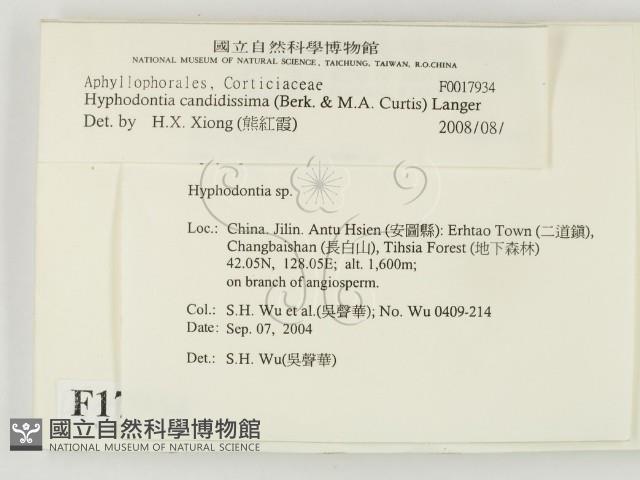 國立自然科學博物館
NATIONAL MUSEUM OF NATURAL SCIENCE, TAICHUNG, TAIWAN, R.O.CHINA
Aphyllophorales, Corticiaceae F0017934
Hyphodontia candidissima (Berk. & M.A. Curtis) Langer
Det. by H.X. Xiong (熊紅霞) 2008/08/
Hyphodontia sp.
Loc.: China. Jilin. Antu Hsien (安圖縣): Erhtao Town (二道鎮),
Changbaishan (長白山), Tihsia Forest (地下森林)
42.05N, 128.05E; alt. 1,600m;
on branch of angiosperm.
Col.: S.H. Wu et al.(吳聲華); No. Wu 0409-214
Date: Sep. 07, 2004
Det.: S.H. Wu(吳聲華)
國立自然科學博物館
NATIONAL MUSEUM OF NATURAL SCIENCE